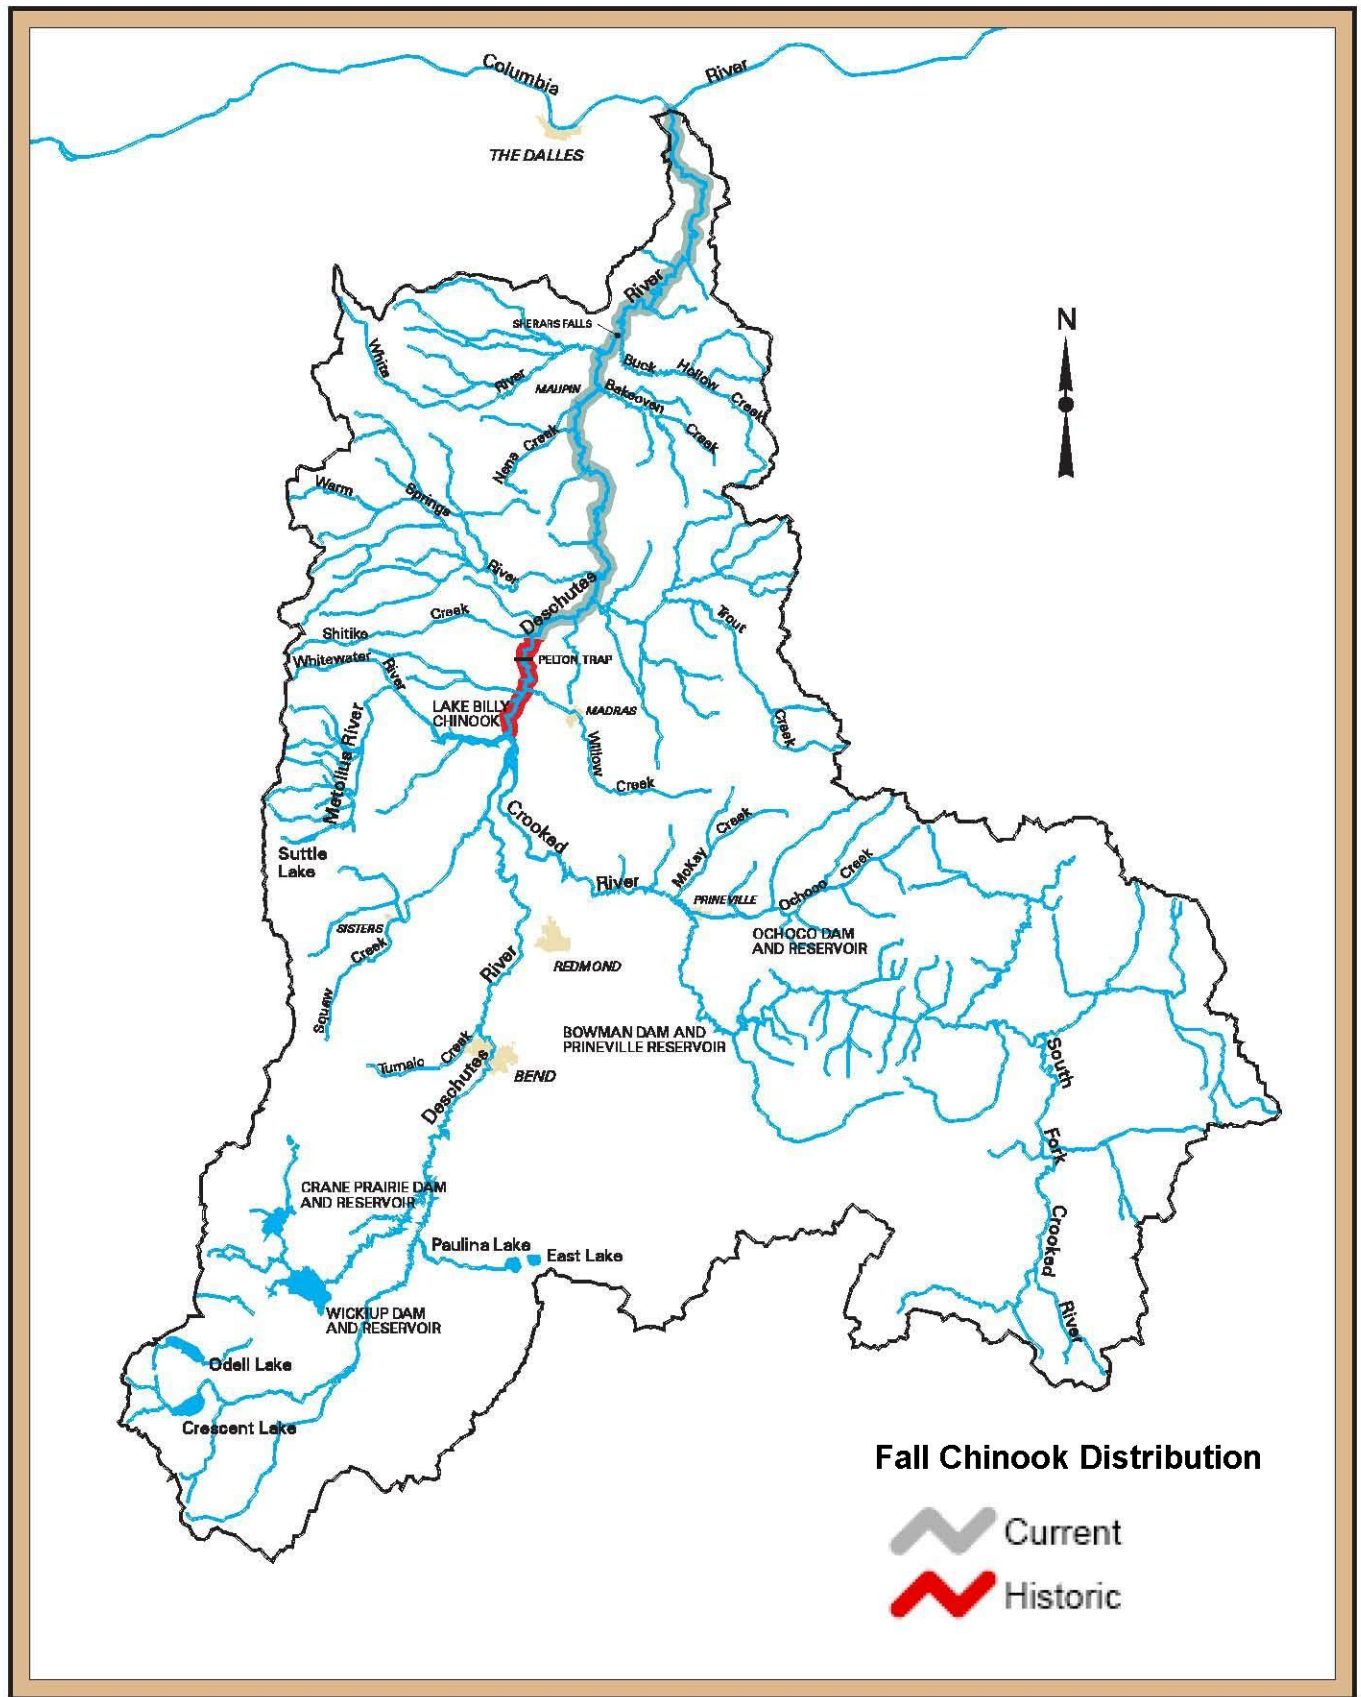 Columbia
River
THE DALLES
N
River
SHERARS FALLS
White
River
MAUPIN
Buck
Hollow
Creek
Bakeoven
Creek
Nena
Creek
Warm
Springs
River
Deschutes
Trout
Creek
Shitike
Creek
Whitewater
River
PELTON TRAP
LAKE BILLY
CHINOOK
MADRAS
Willow
Creek
Metolius River
Suttle
Lake
Crooked
River
McKay
Creek
PRINEVILLE
Ochoco
Creek
OCHOCO DAM
AND RESERVOIR
SISTERS
Squaw
Creek
River
REDMOND
BOWMAN DAM AND
PRINEVILLE RESERVOIR
Tumalo
Creek
Deschutes
BEND
South
Fork
Crooked
River
CRANE PRAIRIE DAM
AND RESERVOIR
Paulina Lake
East Lake
WICKIUP DAM
AND RESERVOIR
Odell Lake
Crescent Lake
Fall Chinook Distribution
Current
Historic